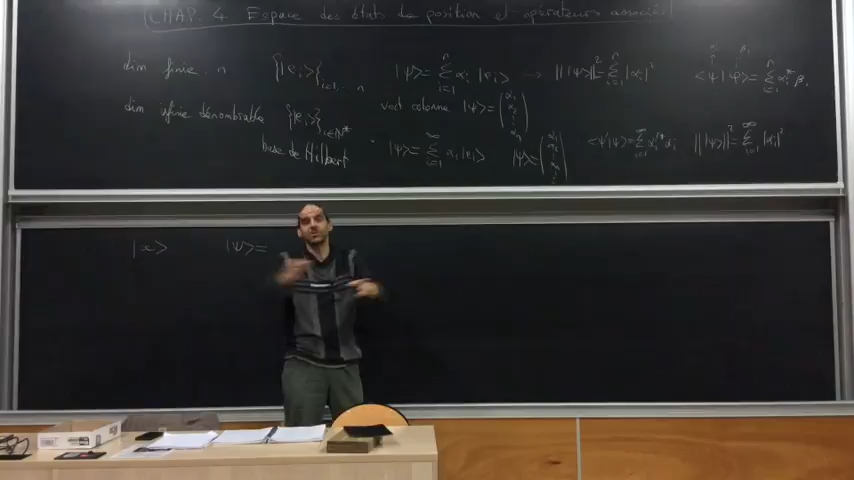 CHAP. 4 Espace des états de position et opérateurs associés
dim finie n {|e_i>}_{i=1,...n} |ψ> = Σ_{i=1}^{n} α_i |e_i> → || |ψ> ||² = Σ_{i=1}^{n} |α_i|² <ψ|φ> = Σ_{i=1}^{n} α_i* β_i
vect colonne |ψ> = (α_1 α_2 ⋮ α_n)
dim infinie dénombrable {|e_i>}_{i∈ℕ*}
base de Hilbert |ψ> = Σ_{i=1}^{∞} α_i |e_i> |ψ> = (α_1 α_2 ⋮ α_n ⋮) || |ψ> ||² = Σ_{i=1}^{∞} |α_i|²
|x> |ψ> =